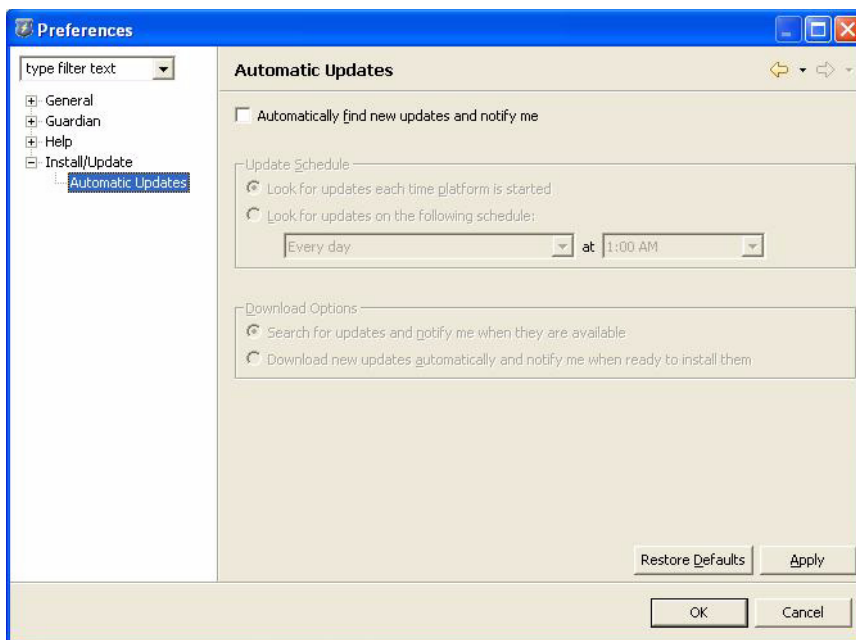 Preferences
type filter text
General
Guardian
Help
Install/Update
Automatic Updates
Automatic Updates
Automatically find new updates and notify me
Update Schedule
Look for updates each time platform is started
Look for updates on the following schedule:
Every day at 1:00 AM
Download Options
Search for updates and notify me when they are available
Download new updates automatically and notify me when ready to install them
Restore Defaults Apply
OK Cancel